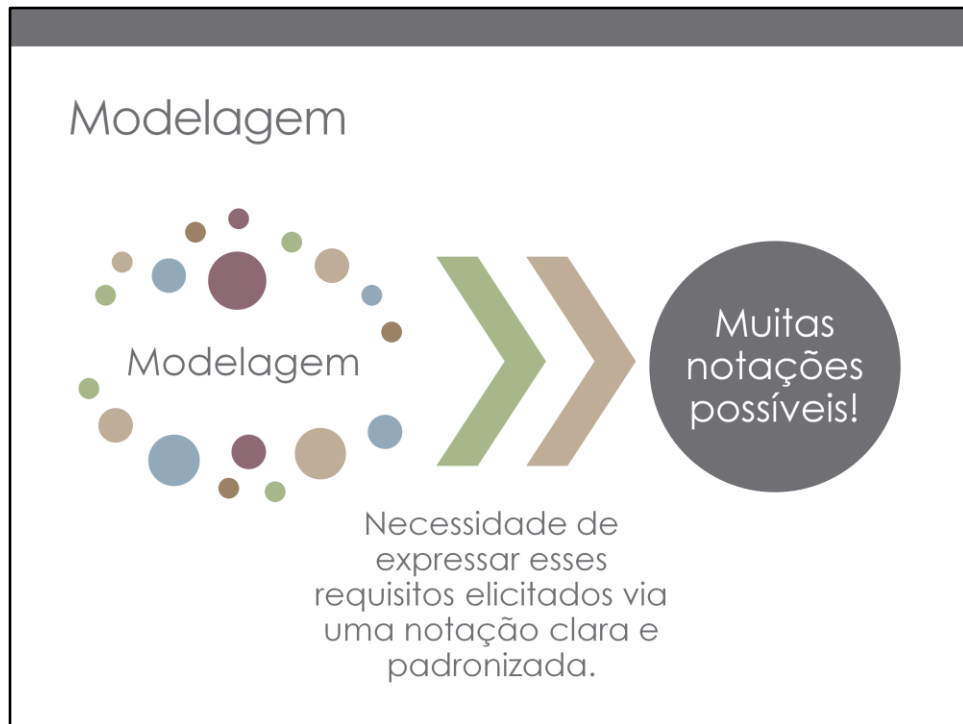 Modelagem
Modelagem
Muitas
notações
possíveis!
Necessidade de
expressar esses
requisitos elicitados via
uma notação clara e
padronizada.